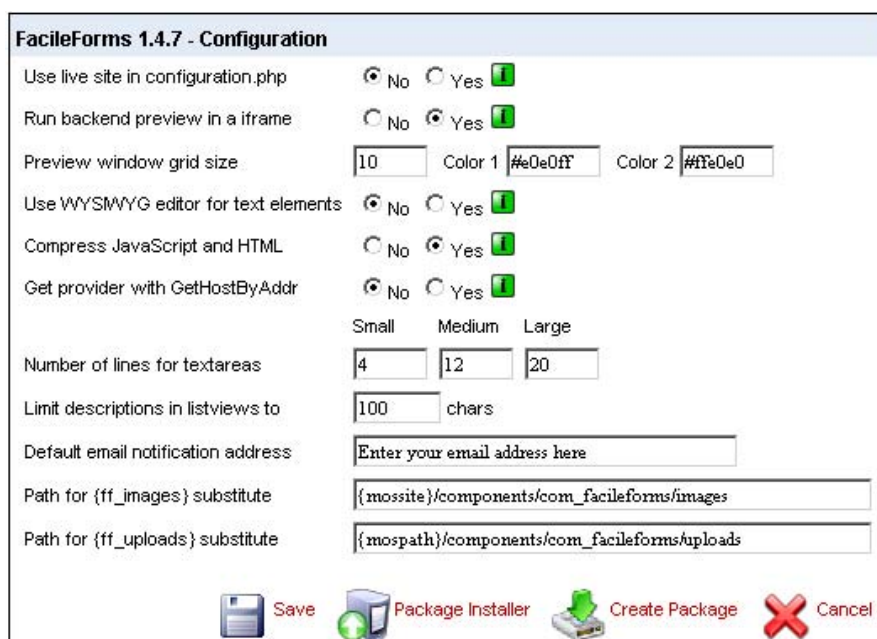 FacileForms 1.4.7 - Configuration
Use live site in configuration.php No Yes i
Run backend preview in a iframe No Yes i
Preview window grid size 10 Color 1 #e0e0ff Color 2 #ffe0e0
Use WYSIWYG editor for text elements No Yes i
Compress JavaScript and HTML No Yes i
Get provider with GetHostByAddr No Yes i
Small Medium Large
Number of lines for textareas 4 12 20
Limit descriptions in listviews to 100 chars
Default email notification address Enter your email address here
Path for {ff_images} substitute {mossite}/components/com_facileforms/images
Path for {ff_uploads} substitute {mospath}/components/com_facileforms/uploads
Save Package Installer Create Package Cancel